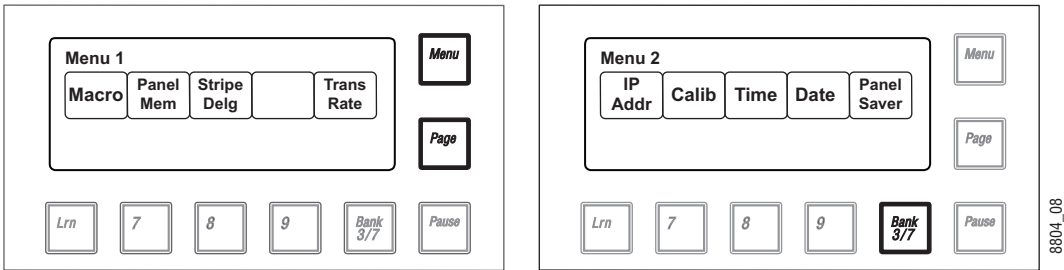 Menu 1
Macro
Panel
Mem
Stripe
Delg
Trans
Rate
Menu
Page
Lrn
7
8
9
Bank
3/7
Pause
Menu 2
IP
Addr
Calib
Time
Date
Panel
Saver
Menu
Page
Lrn
7
8
9
Bank
3/7
Pause
8804_08